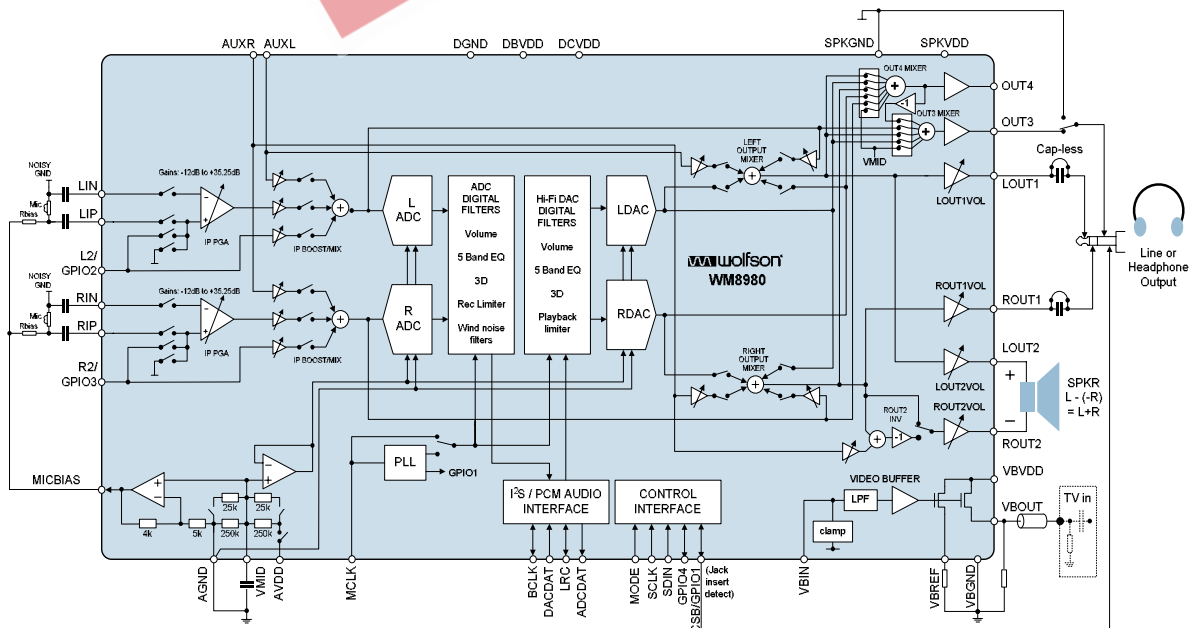 AUXR AUXL
DGND DBVDD DCVDD
SPKGND SPKVDD
OUT4 MIXER
OUT4
-1
OUT3 MIXER
OUT3
VMID
LEFT
OUTPUT
MIXER
Cap-less
LOUT1
LOUT1VOL
NOISY
GND
Mic
Rbias
LIN
LIP
L2/
GPIO2
Gains: -12dB to +35.25dB
IP PGA
IP BOOST/MIX
L
ADC
ADC
DIGITAL
FILTERS
Volume
5 Band EQ
3D
Rec Limiter
Wind noise
filters
Hi-Fi DAC
DIGITAL
FILTERS
Volume
5 Band EQ
3D
Playback
limiter
LDAC
RDAC
wolfson
WM8980
Line or
Headphone
Output
NOISY
GND
Mic
Rbias
RIN
RIP
R2/
GPIO3
Gains: -12dB to +35.25dB
IP PGA
IP BOOST/MIX
R
ADC
ROUT1VOL
ROUT1
RIGHT
OUTPUT
MIXER
LOUT2
LOUT2VOL
ROUT2VOL
ROUT2
ROUT2
INV
-1
+
−
SPKR
L - (-R)
= L+R
MICBIAS
PLL
GPIO1
4k
5k
25k
25k
250k
250k
I²S / PCM AUDIO
INTERFACE
CONTROL
INTERFACE
VIDEO BUFFER
LPF
clamp
VBVDD
VBOUT
TV in
AGND
VMID
AVDD
MCLK
BCLK
DACDAT
LRC
ADCDAT
MODE
SCLK
SDIN
GPIO4
CSB/GPIO1
(Jack
insert
detect)
VBIN
VBREF
VBGND